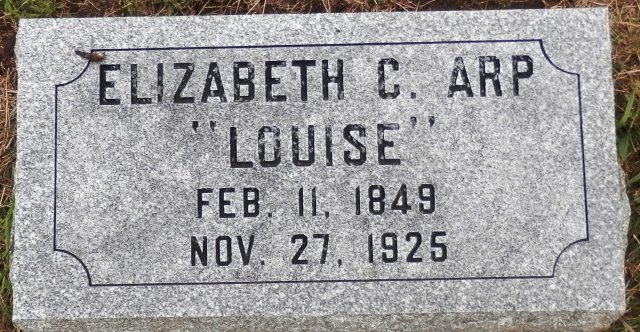 ELIZABETH C. ARP
"LOUISE"
FEB. 11, 1849
NOV. 27, 1925